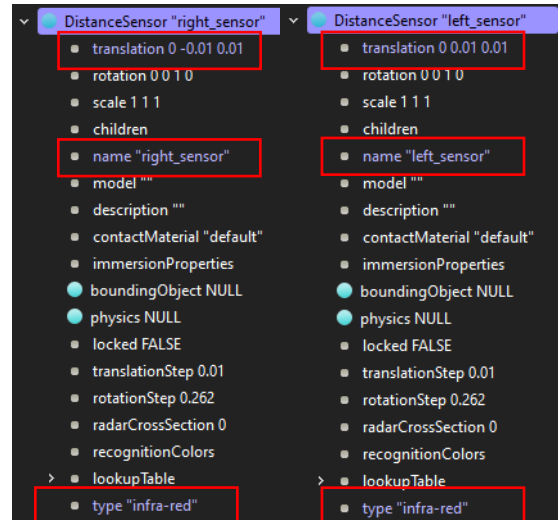 DistanceSensor "right_sensor"
translation 0 -0.01 0.01
rotation 0 0 1 0
scale 1 1 1
children
name "right_sensor"
model ""
description ""
contactMaterial "default"
immersionProperties
boundingObject NULL
physics NULL
locked FALSE
translationStep 0.01
rotationStep 0.262
radarCrossSection 0
recognitionColors
lookupTable
type "infra-red"
DistanceSensor "left_sensor"
translation 0 0.01 0.01
rotation 0 0 1 0
scale 1 1 1
children
name "left_sensor"
model ""
description ""
contactMaterial "default"
immersionProperties
boundingObject NULL
physics NULL
locked FALSE
translationStep 0.01
rotationStep 0.262
radarCrossSection 0
recognitionColors
lookupTable
type "infra-red"